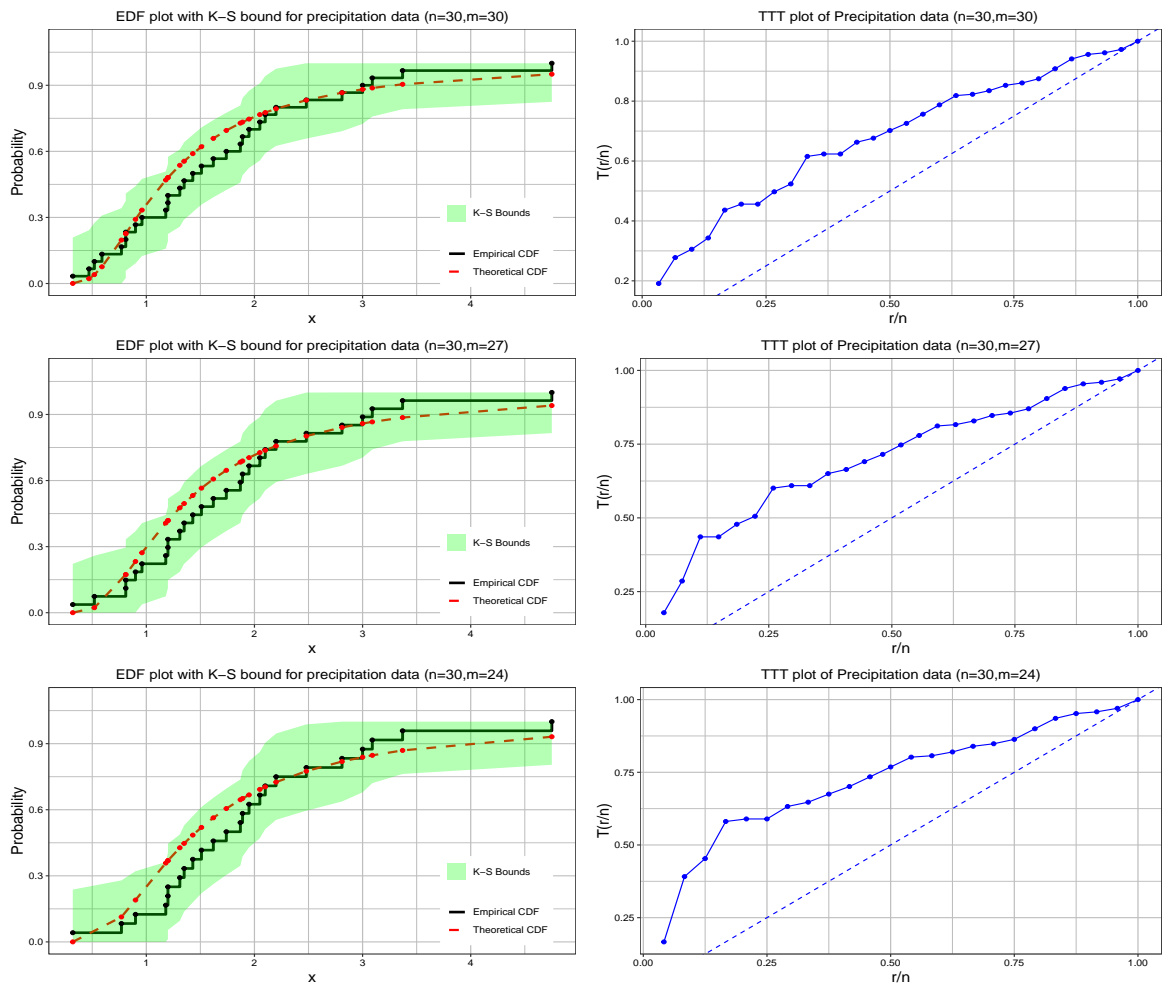 EDF plot with K−S bound for precipitation data (n=30,m=30)
Probability
0.9
0.6
0.3
0.0
K−S Bounds
Empirical CDF
Theoretical CDF
1 2 3 4
x
TTT plot of Precipitation data (n=30,m=30)
T(r/n)
1.0
0.8
0.6
0.4
0.2
0.00 0.25 0.50 0.75 1.00
r/n
EDF plot with K−S bound for precipitation data (n=30,m=27)
Probability
0.9
0.6
0.3
0.0
K−S Bounds
Empirical CDF
Theoretical CDF
1 2 3 4
x
TTT plot of Precipitation data (n=30,m=27)
T(r/n)
1.00
0.75
0.50
0.25
0.00 0.25 0.50 0.75 1.00
r/n
EDF plot with K−S bound for precipitation data (n=30,m=24)
Probability
0.9
0.6
0.3
0.0
K−S Bounds
Empirical CDF
Theoretical CDF
1 2 3 4
x
TTT plot of Precipitation data (n=30,m=24)
T(r/n)
1.00
0.75
0.50
0.25
0.00 0.25 0.50 0.75 1.00
r/n